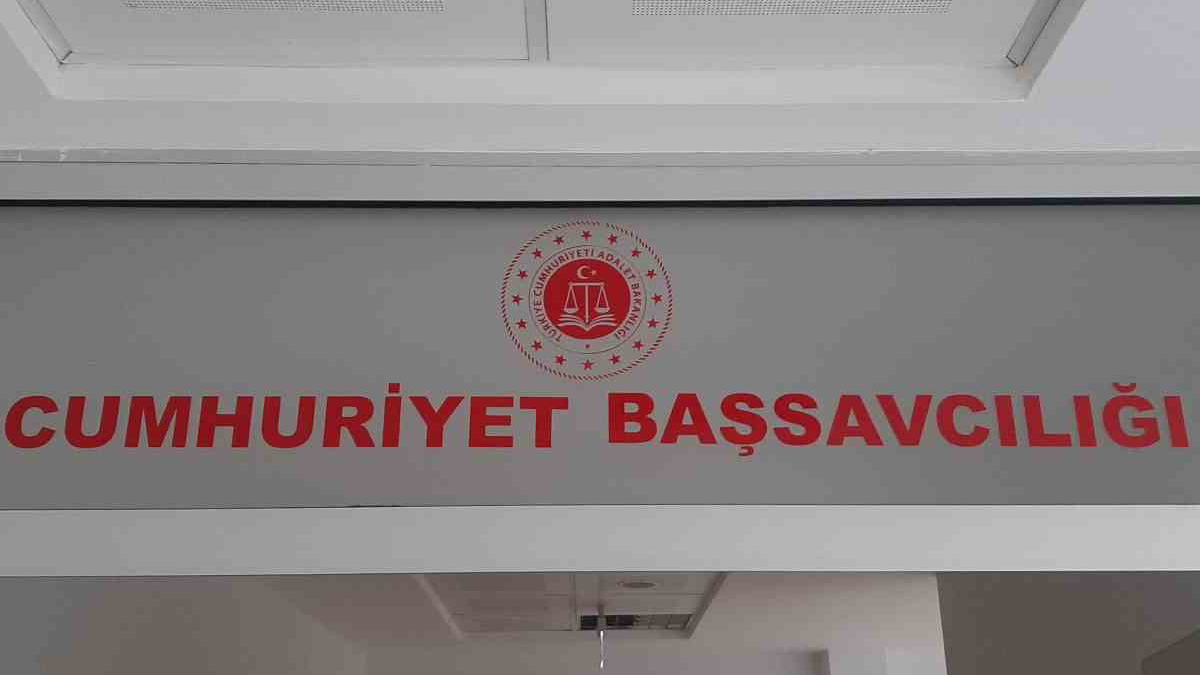 TÜRKİYE CUMHURİYETİ ADALET BAKANLIĞI
CUMHURİYET BAŞSAVCILIĞI